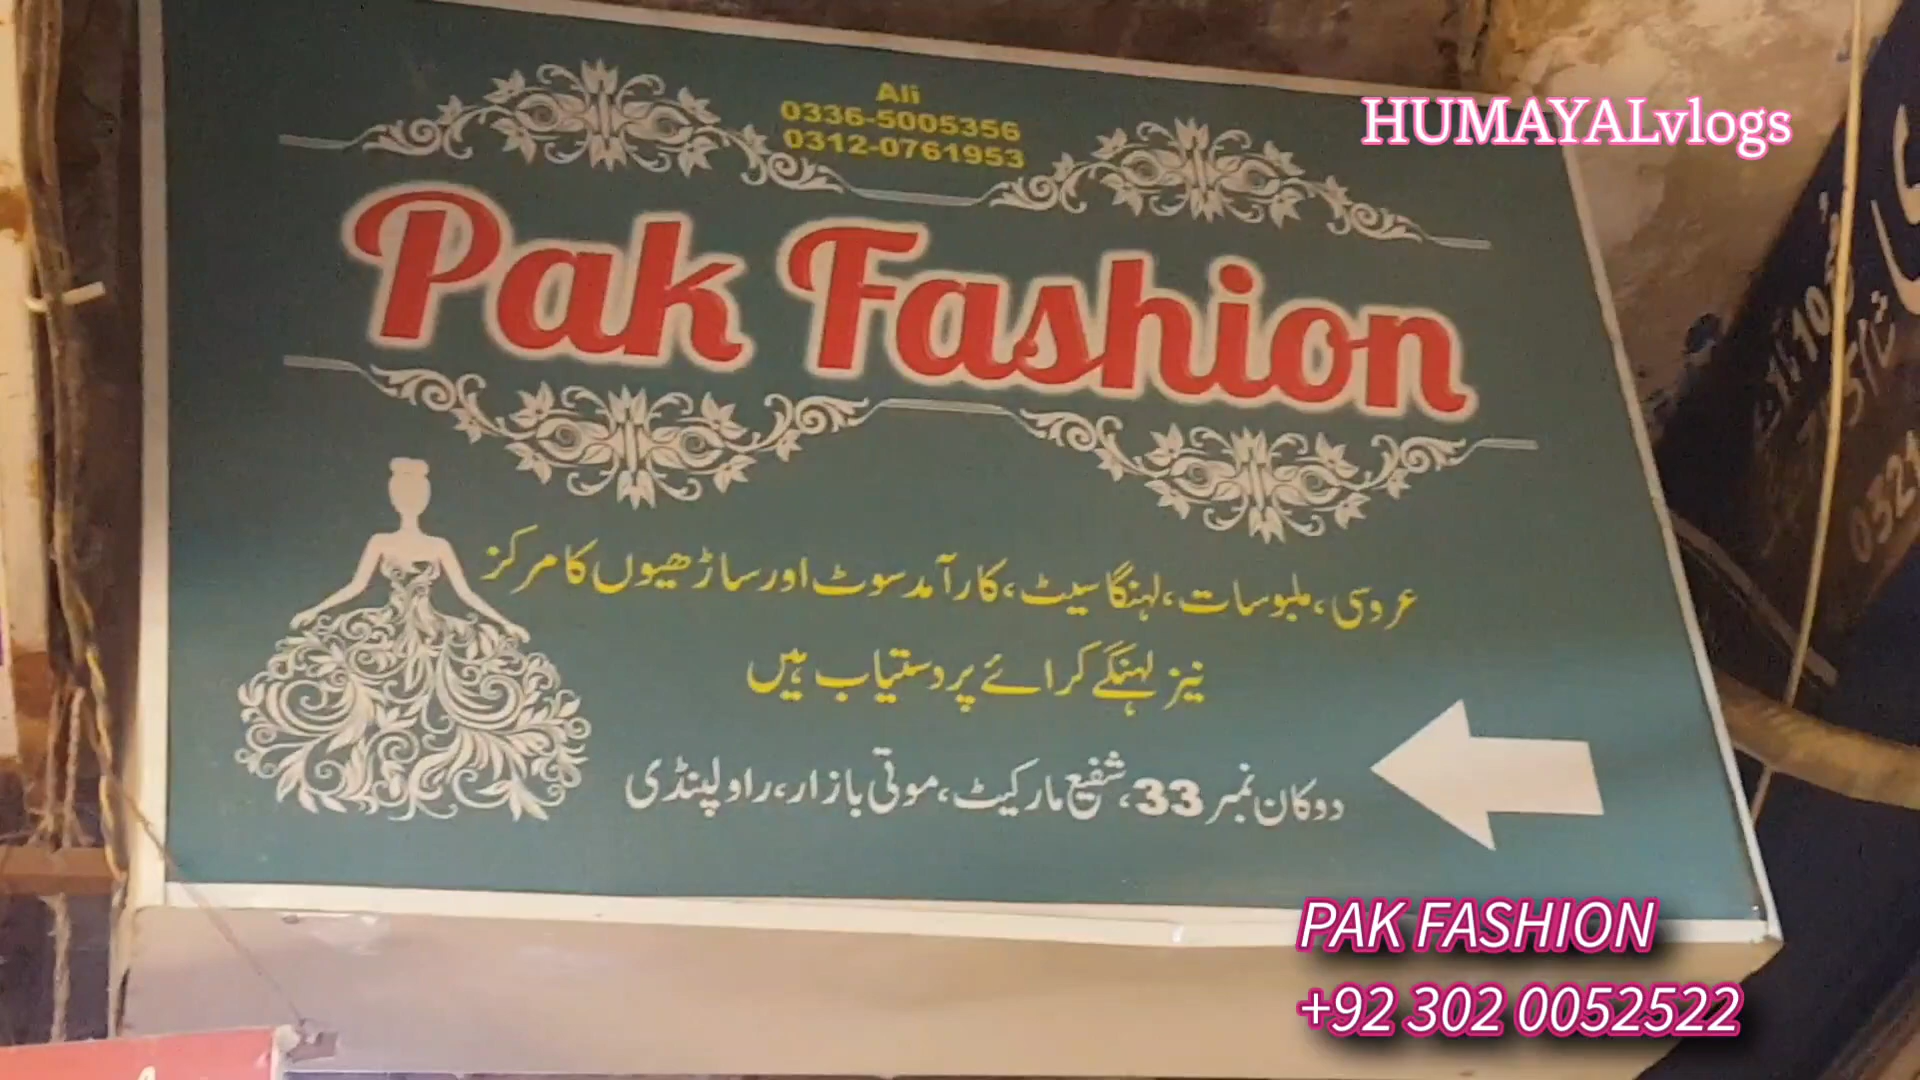 Ali
0336-5005356
0312-0761953
HUMAYALvlogs
Pak Fashion
عروسی، ملبوسات، لہنگا سیٹ، کارآمد سوٹ اور ساڑھیوں کا مرکز
نیز لہنگے کرائے پر دستیاب ہیں
دوکان نمبر 33، شفیع مارکیٹ، موتی بازار، راولپنڈی
PAK FASHION
+92 302 0052522